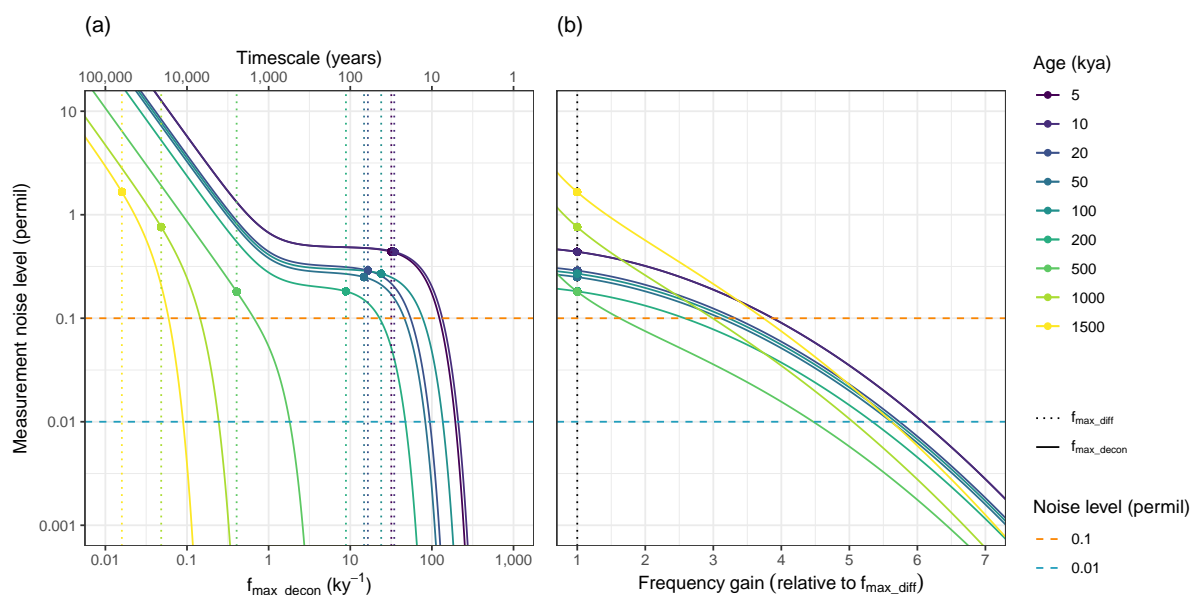 (a)
(b)
Timescale (years)
100,000 10,000 1,000 100 10 1
Measurement noise level (permil)
10
1
0.1
0.01
0.001
0.01 0.1 1 10 100 1,000
f_max_decon (ky⁻¹)
1 2 3 4 5 6 7
Frequency gain (relative to f_max_diff)
Age (kya)
5
10
20
50
100
200
500
1000
1500
f_max_diff
f_max_decon
Noise level (permil)
0.1
0.01